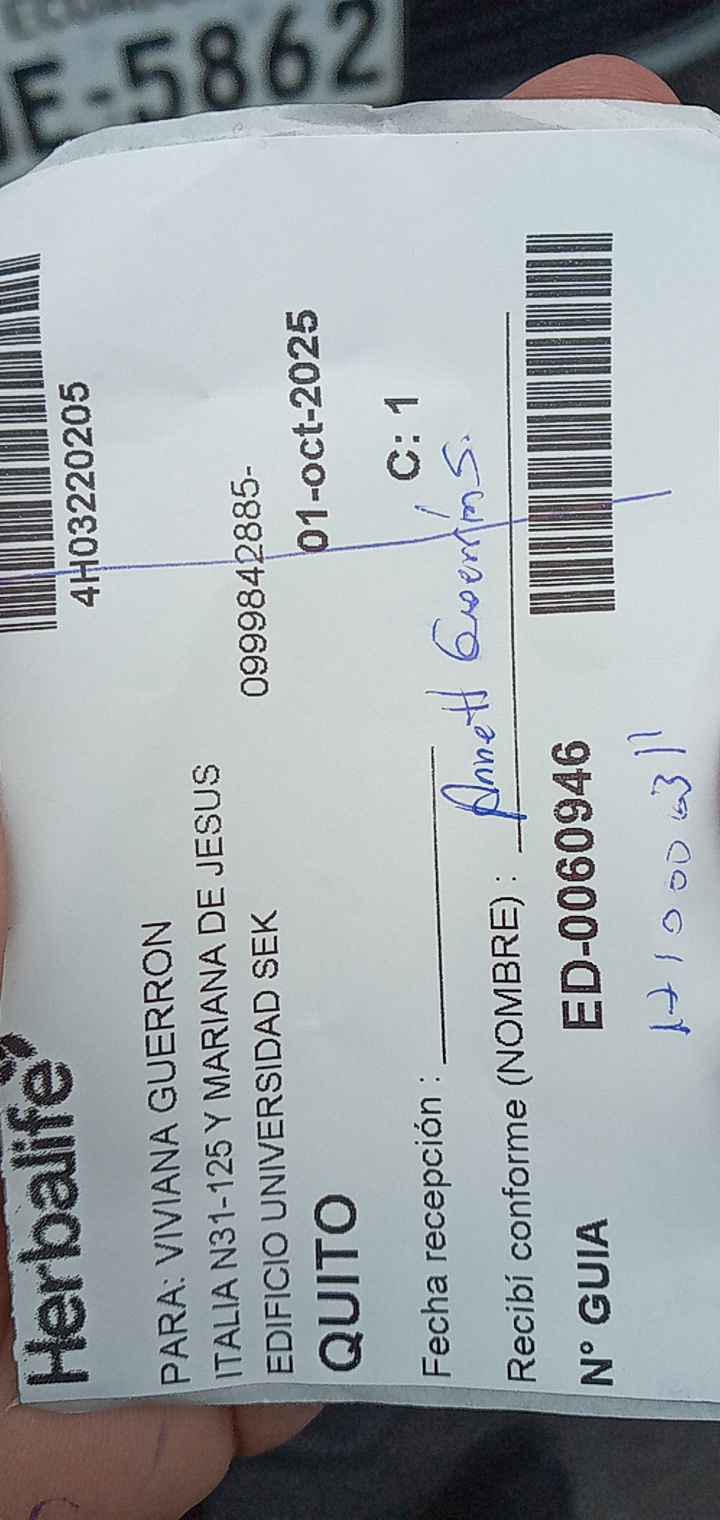 5862
Herbalife
4H03220205
PARA: VIVIANA GUERRON
ITALIA N31-125 Y MARIANA DE JESUS
EDIFICIO UNIVERSIDAD SEK
0999842885-
QUITO
01-oct-2025
C: 1
Fecha recepción :
Recibí conforme (NOMBRE) : Annett
N° GUIA
ED-0060946